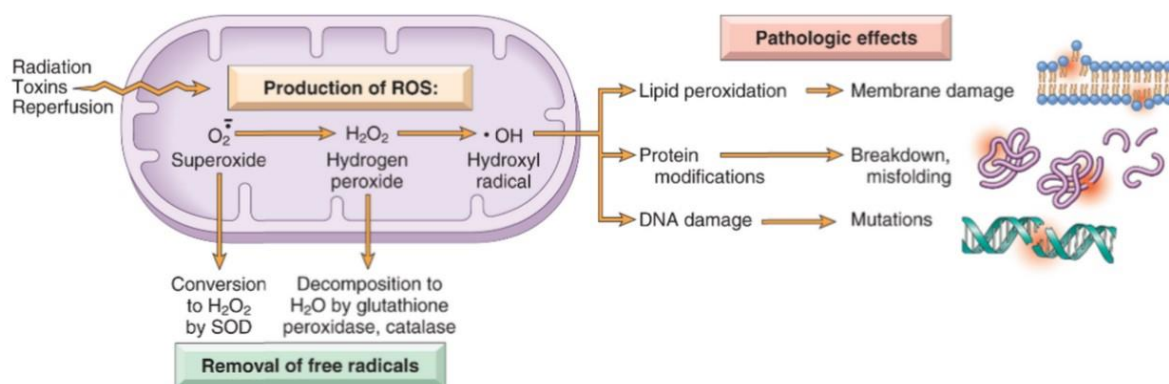 Pathologic effects
Radiation
Toxins
Reperfusion
Production of ROS:
O₂•̄
Superoxide
H₂O₂
Hydrogen
peroxide
• OH
Hydroxyl
radical
Lipid peroxidation
Membrane damage
Protein
modifications
Breakdown,
misfolding
DNA damage
Mutations
Conversion
to H₂O₂
by SOD
Decomposition to
H₂O by glutathione
peroxidase, catalase
Removal of free radicals